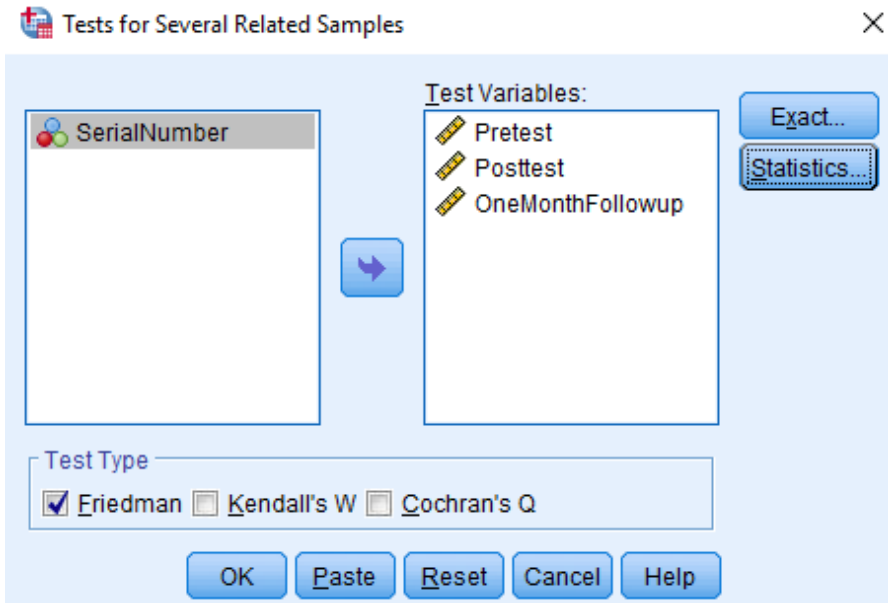 Tests for Several Related Samples
SerialNumber
Test Variables:
Pretest
Posttest
OneMonthFollowup
Exact...
Statistics...
Test Type
Friedman Kendall's W Cochran's Q
OK Paste Reset Cancel Help